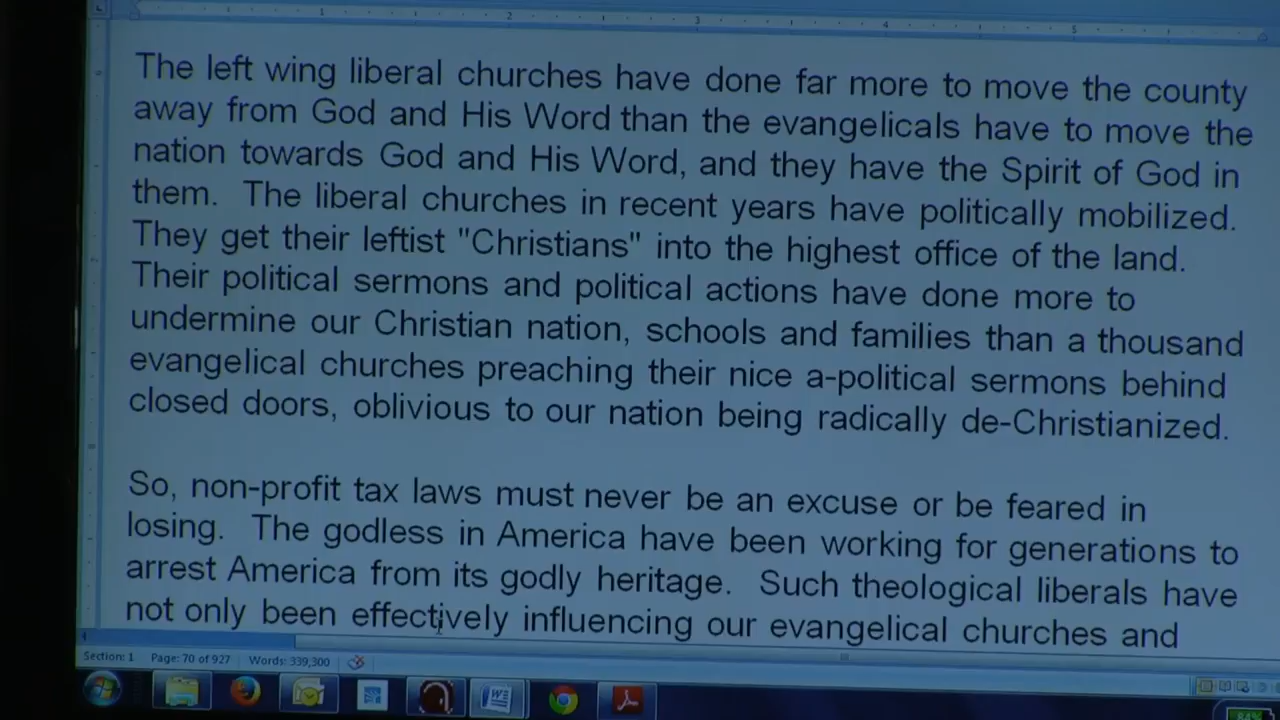 1 2 3 4 5
The left wing liberal churches have done far more to move the county
away from God and His Word than the evangelicals have to move the
nation towards God and His Word, and they have the Spirit of God in
them. The liberal churches in recent years have politically mobilized.
They get their leftist "Christians" into the highest office of the land.
Their political sermons and political actions have done more to
undermine our Christian nation, schools and families than a thousand
evangelical churches preaching their nice a-political sermons behind
closed doors, oblivious to our nation being radically de-Christianized.
So, non-profit tax laws must never be an excuse or be feared in
losing. The godless in America have been working for generations to
arrest America from its godly heritage. Such theological liberals have
not only been effectively influencing our evangelical churches and
Section: 1 Page: 70 of 927 Words: 339,300
84%